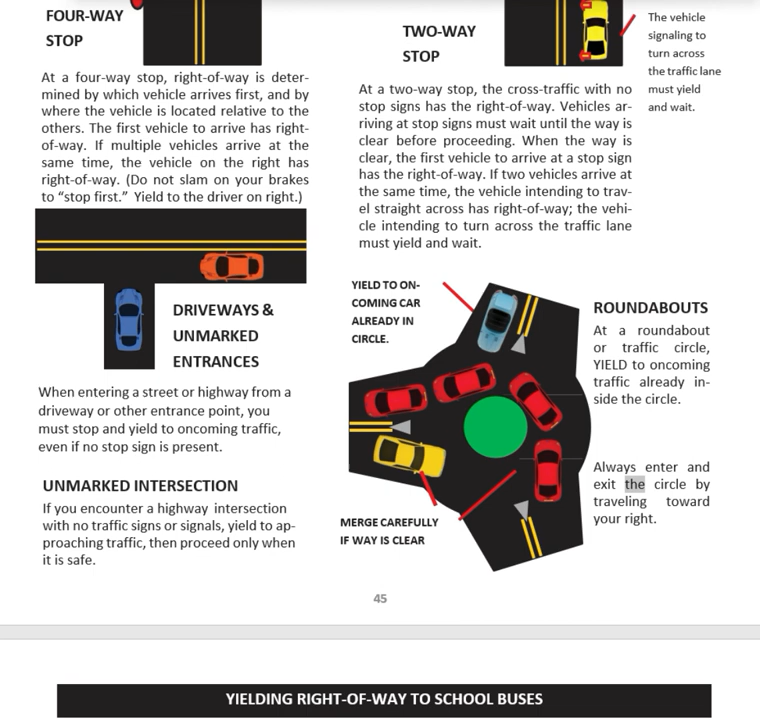 FOUR-WAY
STOP
At a four-way stop, right-of-way is deter-
mined by which vehicle arrives first, and by
where the vehicle is located relative to the
others. The first vehicle to arrive has right-
of-way. If multiple vehicles arrive at the
same time, the vehicle on the right has
right-of-way. (Do not slam on your brakes
to “stop first.” Yield to the driver on right.)
DRIVEWAYS &
UNMARKED
ENTRANCES
When entering a street or highway from a
driveway or other entrance point, you
must stop and yield to oncoming traffic,
even if no stop sign is present.
UNMARKED INTERSECTION
If you encounter a highway intersection
with no traffic signs or signals, yield to ap-
proaching traffic, then proceed only when
it is safe.
TWO-WAY
STOP
The vehicle
signaling to
turn across
the traffic lane
must yield
and wait.
At a two-way stop, the cross-traffic with no
stop signs has the right-of-way. Vehicles ar-
riving at stop signs must wait until the way is
clear before proceeding. When the way is
clear, the first vehicle to arrive at a stop sign
has the right-of-way. If two vehicles arrive at
the same time, the vehicle intending to trav-
el straight across has right-of-way; the vehi-
cle intending to turn across the traffic lane
must yield and wait.
YIELD TO ON-
COMING CAR
ALREADY IN
CIRCLE.
MERGE CAREFULLY
IF WAY IS CLEAR
ROUNDABOUTS
At a roundabout
or traffic circle,
YIELD to oncoming
traffic already in-
side the circle.
Always enter and
exit the circle by
traveling toward
your right.
45
YIELDING RIGHT-OF-WAY TO SCHOOL BUSES